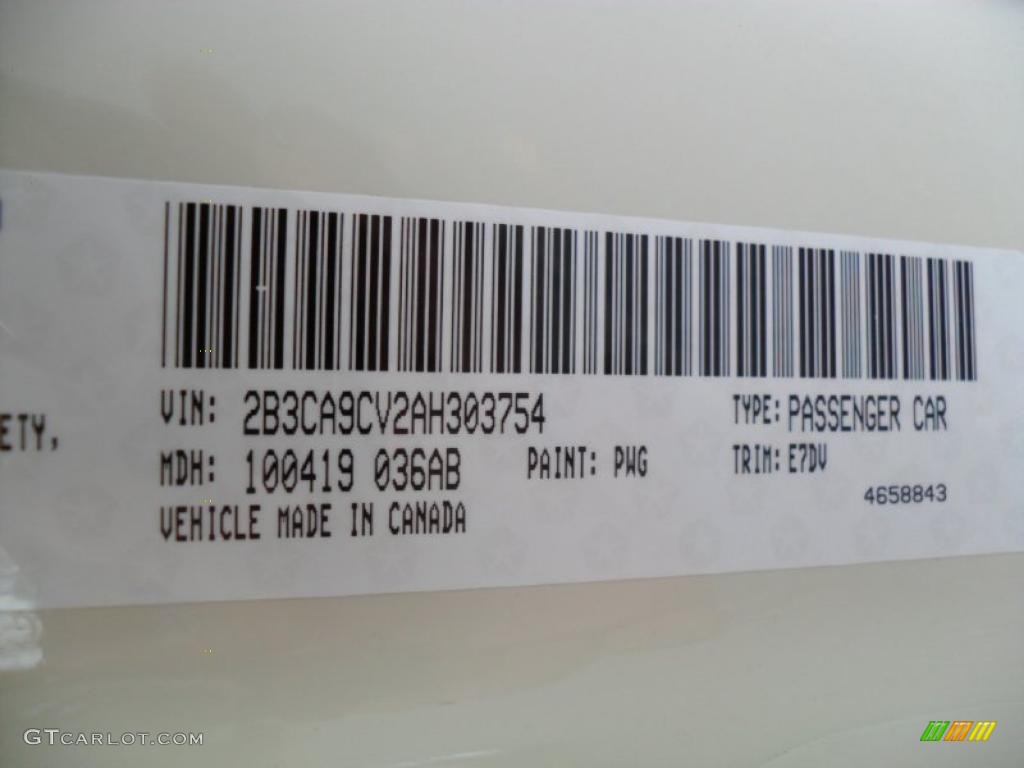 ETY,
VIN: 2B3CA9CV2AH303754 TYPE: PASSENGER CAR
MDH: 100419 036AB PAINT: PWG TRIM: E7DV
4658843
VEHICLE MADE IN CANADA
GTCARLOT.COM